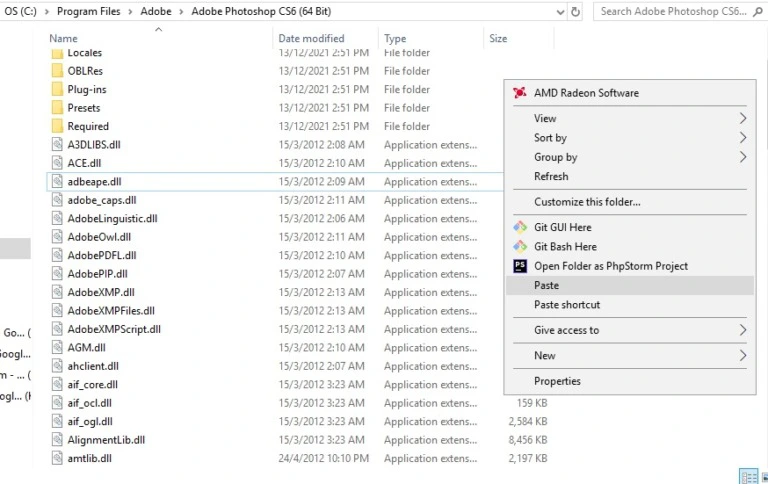 OS (C:) > Program Files > Adobe > Adobe Photoshop CS6 (64 Bit) Search Adobe Photoshop CS6...
Name Date modified Type Size
Locales 13/12/2021 2:51 PM File folder
OBLRes 13/12/2021 2:51 PM File folder
Plug-ins 13/12/2021 2:51 PM File folder
Presets 13/12/2021 2:51 PM File folder
Required 13/12/2021 2:51 PM File folder
A3DLIBS.dll 15/3/2012 2:08 AM Application extens...
ACE.dll 15/3/2012 2:10 AM Application extens...
adbeape.dll 15/3/2012 2:09 AM Application extens...
adobe_caps.dll 15/3/2012 2:11 AM Application extens...
AdobeLinguistic.dll 15/3/2012 2:06 AM Application extens...
AdobeOwl.dll 15/3/2012 2:11 AM Application extens...
AdobePDFL.dll 15/3/2012 2:10 AM Application extens...
AdobePIP.dll 15/3/2012 2:07 AM Application extens...
AdobeXMP.dll 15/3/2012 2:13 AM Application extens...
AdobeXMPFiles.dll 15/3/2012 2:13 AM Application extens...
AdobeXMPScript.dll 15/3/2012 2:13 AM Application extens...
AGM.dll 15/3/2012 2:10 AM Application extens...
ahclient.dll 15/3/2012 2:07 AM Application extens...
aif_core.dll 15/3/2012 3:23 AM Application extens...
aif_ocl.dll 15/3/2012 3:23 AM Application extens... 159 KB
aif_ogl.dll 15/3/2012 3:23 AM Application extens... 2,584 KB
AlignmentLib.dll 15/3/2012 3:23 AM Application extens... 8,456 KB
amtlib.dll 24/4/2012 10:10 PM Application extens... 2,197 KB
AMD Radeon Software
View
Sort by
Group by
Refresh
Customize this folder...
Git GUI Here
Git Bash Here
PS Open Folder as PhpStorm Project
Paste
Paste shortcut
Give access to
New
Properties
Go... (
Googl...
m - ... (
ogl... (